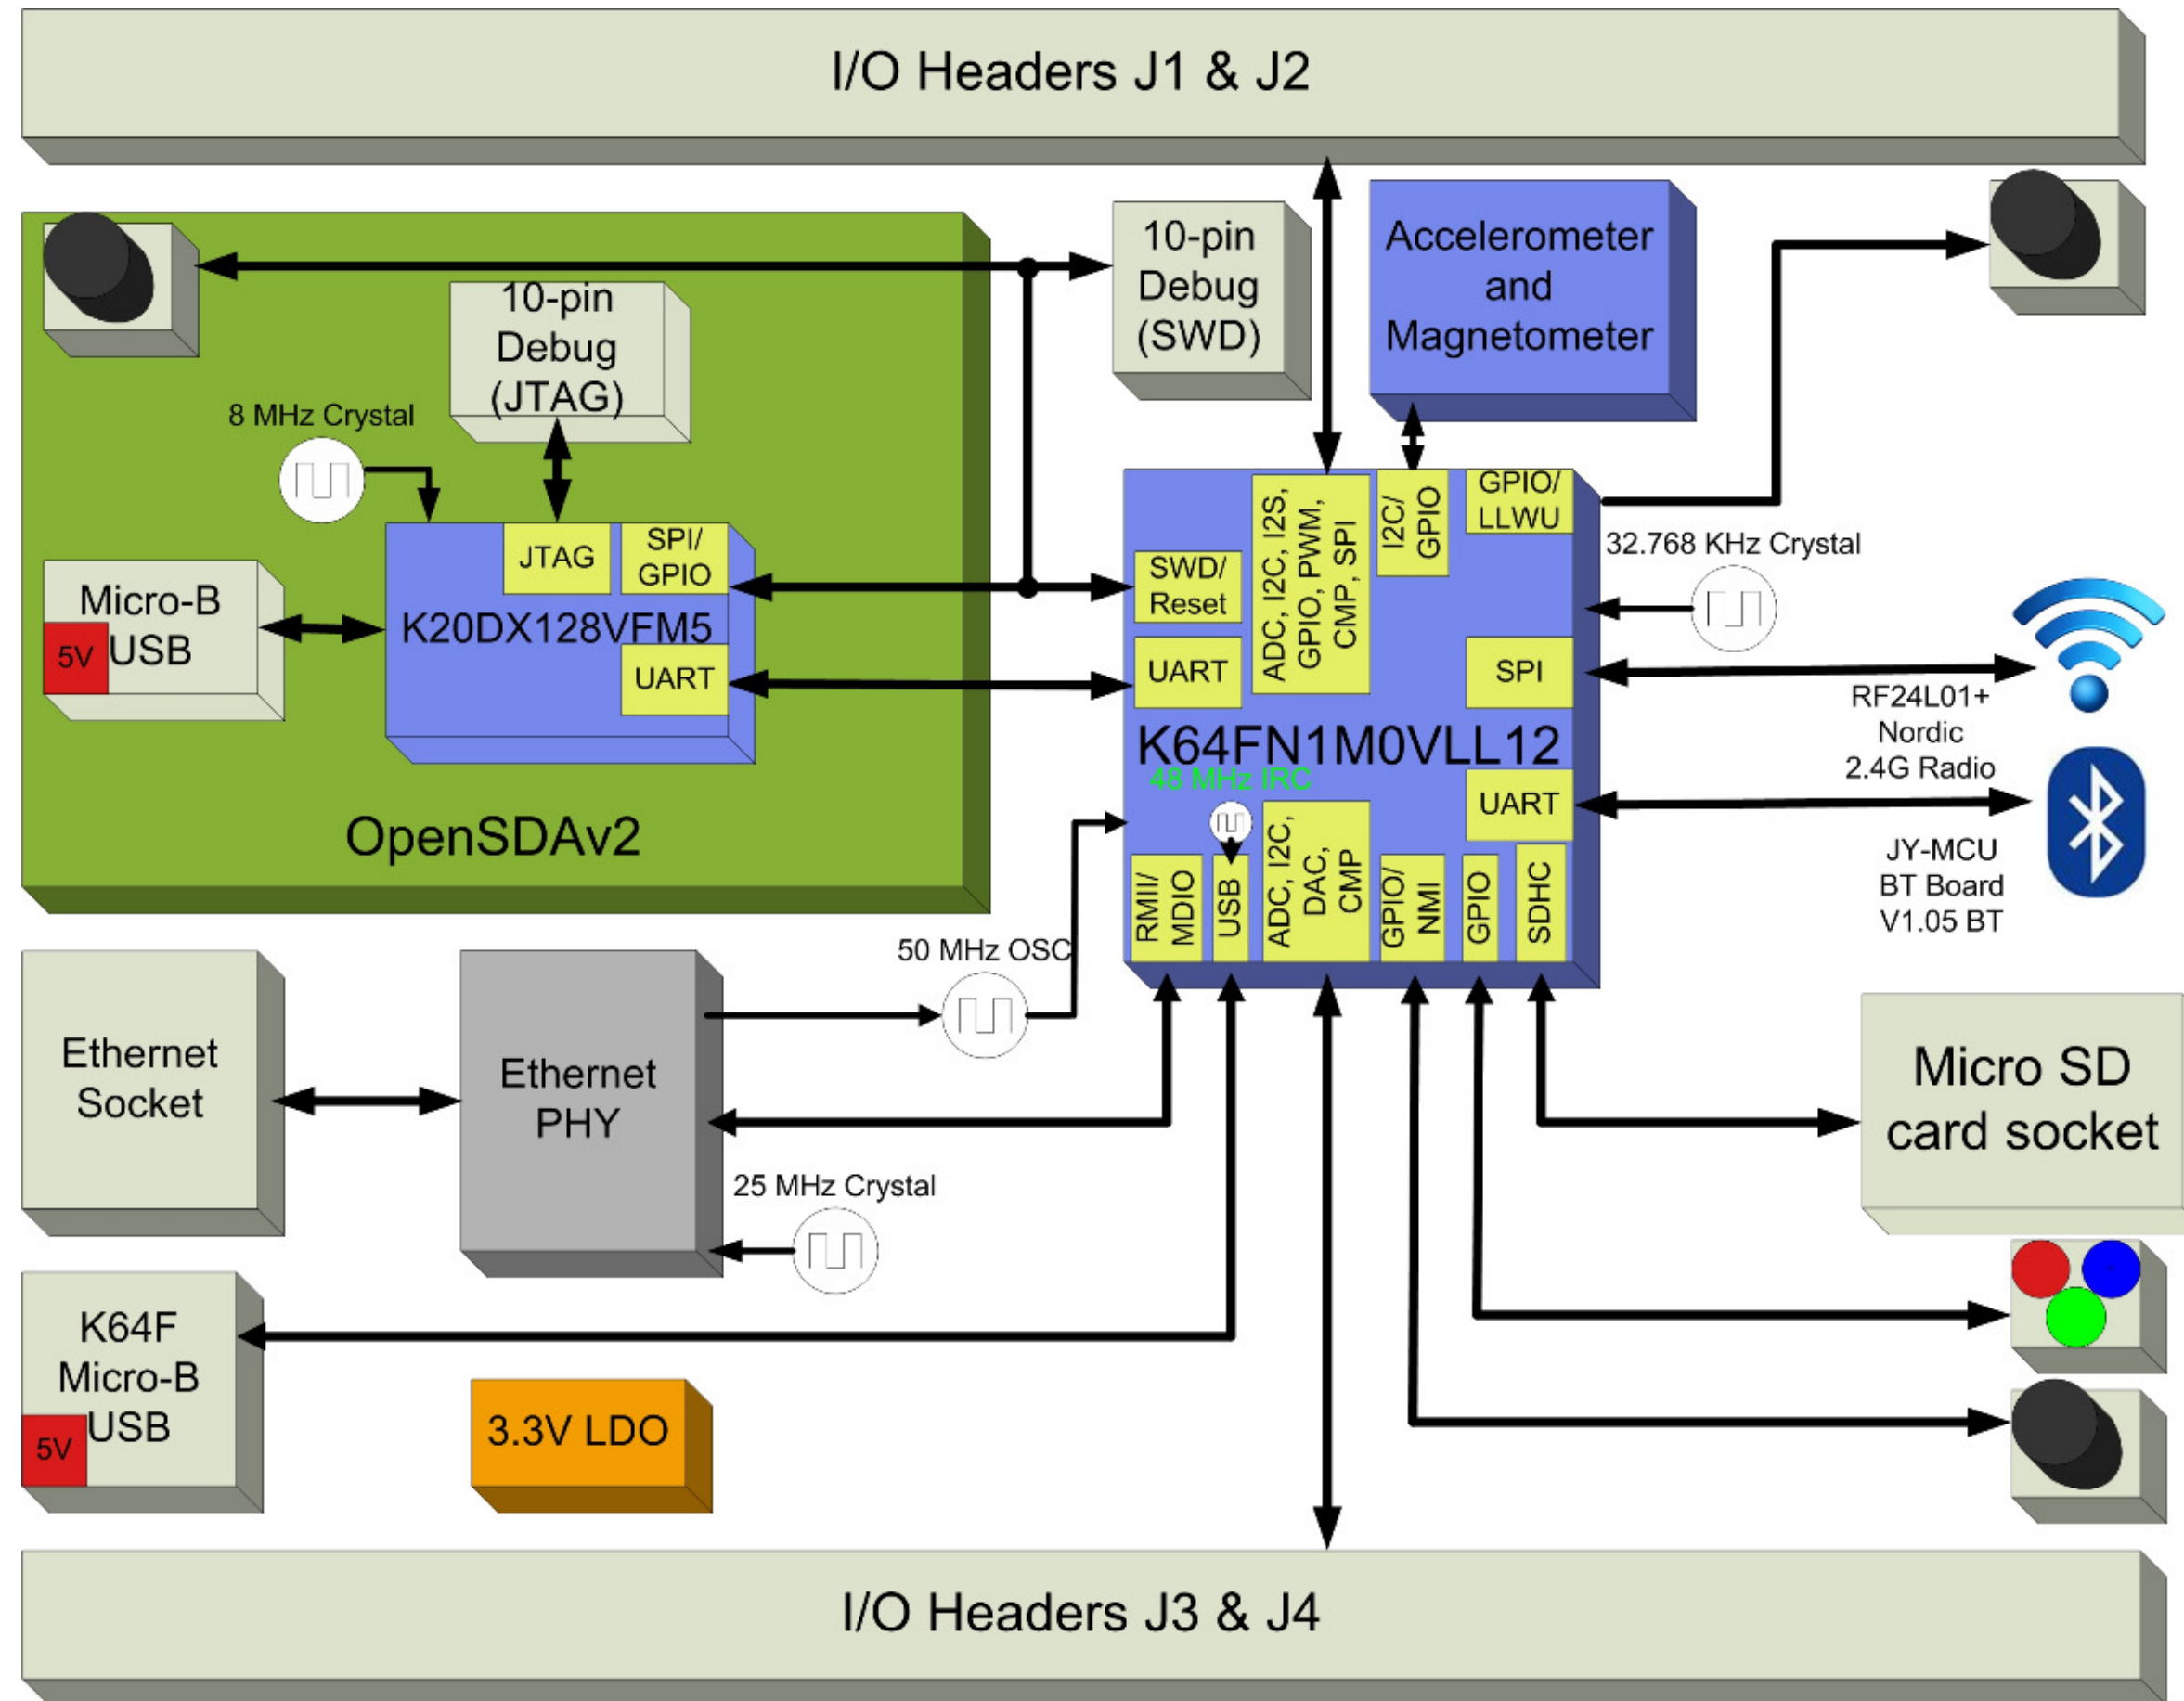 I/O Headers J1 & J2
10-pin
Debug
(SWD)
Accelerometer
and
Magnetometer
10-pin
Debug
(JTAG)
8 MHz Crystal
JTAG
SPI/
GPIO
K20DX128VFM5
UART
Micro-B
USB
5V
OpenSDAv2
SWD/
Reset
UART
ADC, I2C, I2S,
GPIO, PWM,
CMP, SPI
I2C/
GPIO
GPIO/
LLWU
32.768 KHz Crystal
SPI
K64FN1M0VLL12
48 MHz IRC
UART
RMII/
MDIO
USB
ADC, I2C,
DAC,
CMP
GPIO/
NMI
GPIO
SDHC
RF24L01+
Nordic
2.4G Radio
JY-MCU
BT Board
V1.05 BT
50 MHz OSC
Ethernet
Socket
Ethernet
PHY
25 MHz Crystal
Micro SD
card socket
K64F
Micro-B
USB
5V
3.3V LDO
I/O Headers J3 & J4